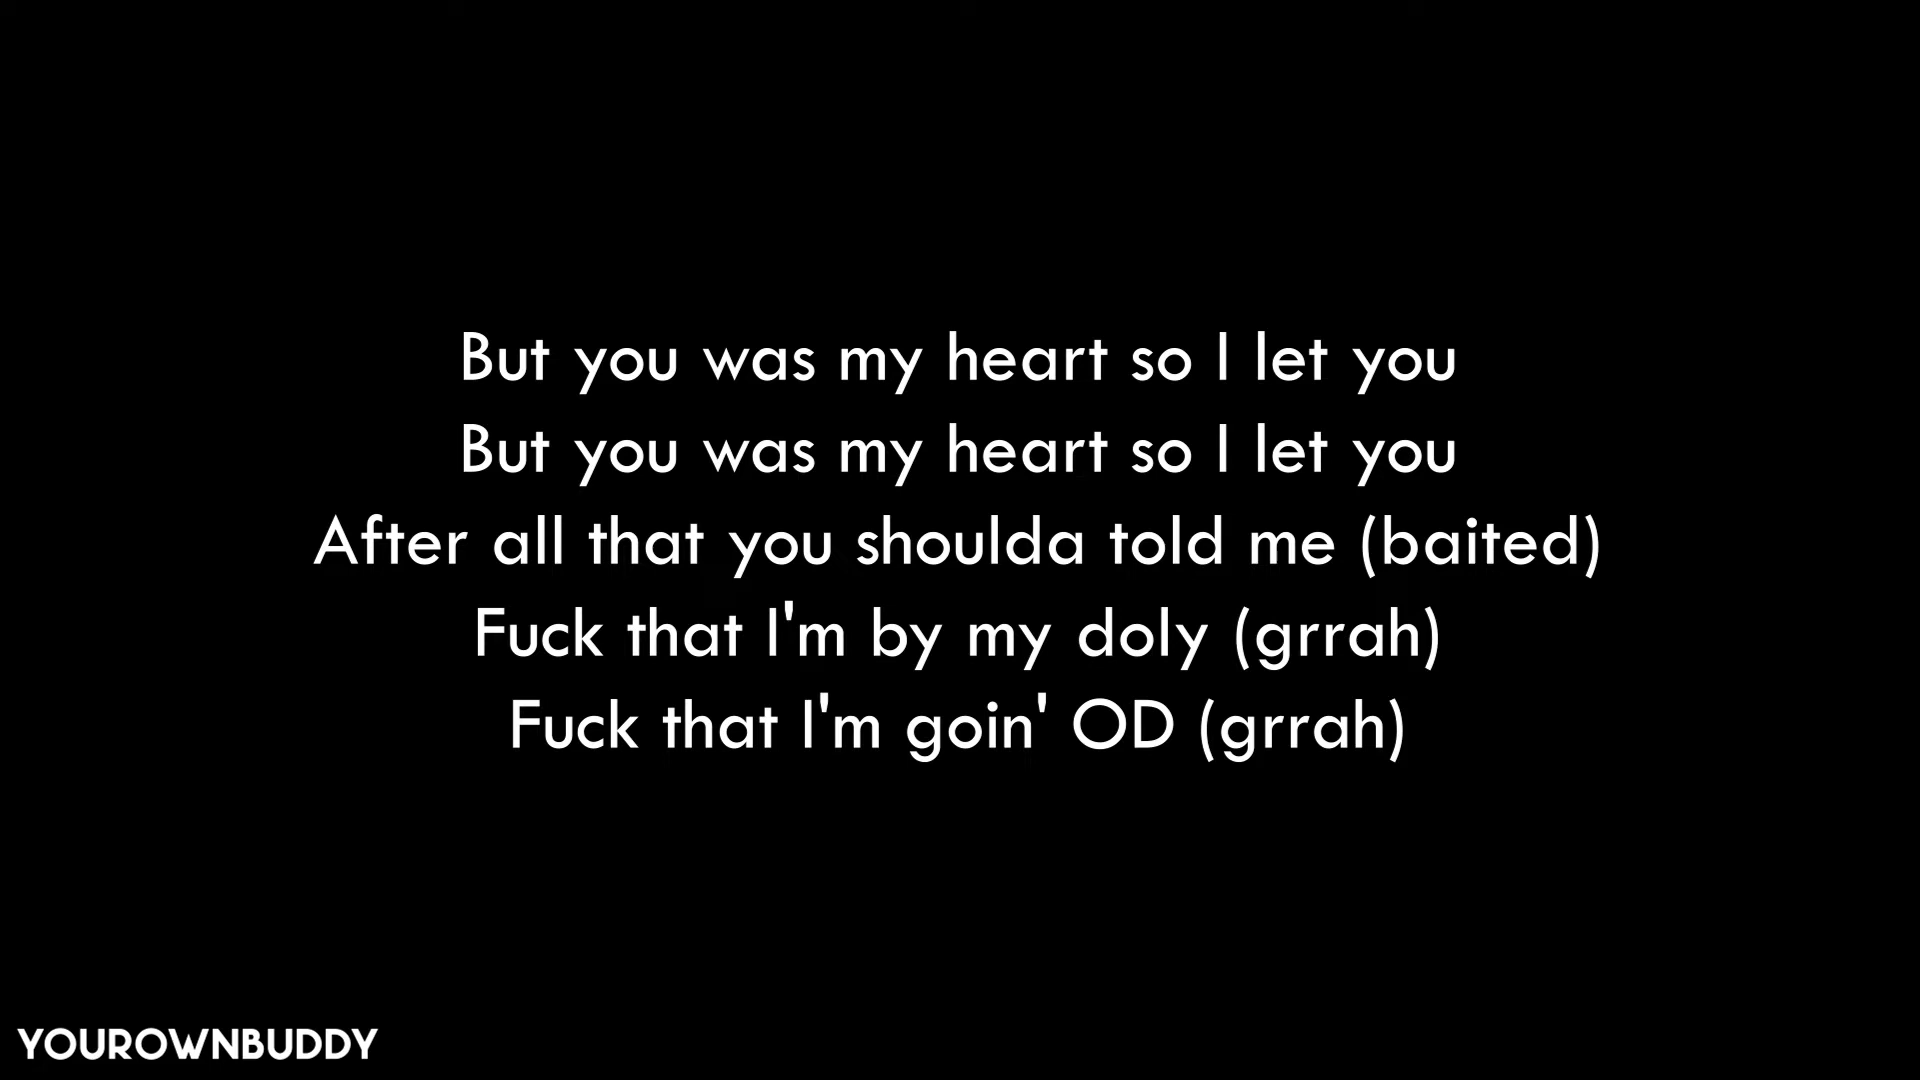 But you was my heart so I let you
But you was my heart so I let you
After all that you shoulda told me (baited)
Fuck that I'm by my doly (grrah)
Fuck that I'm goin' OD (grrah)
YOUROWNBUDDY